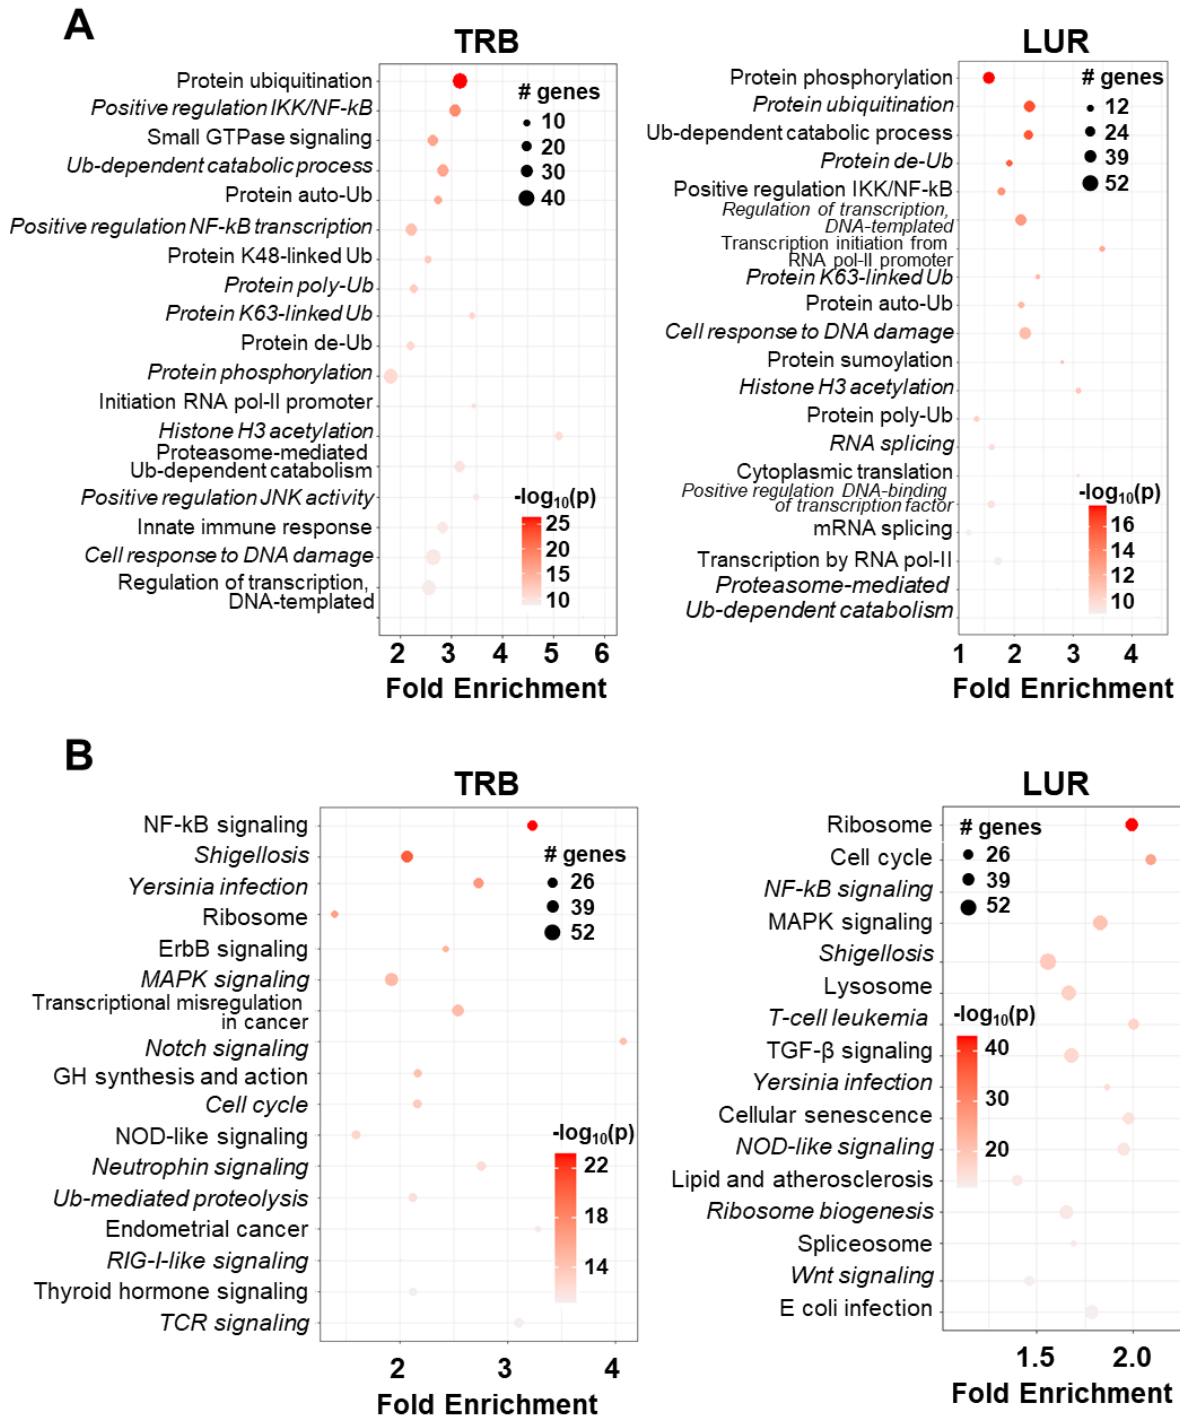 A
TRB
Protein ubiquitination
Positive regulation IKK/NF-kB
Small GTPase signaling
Ub-dependent catabolic process
Protein auto-Ub
Positive regulation NF-kB transcription
Protein K48-linked Ub
Protein poly-Ub
Protein K63-linked Ub
Protein de-Ub
Protein phosphorylation
Initiation RNA pol-II promoter
Histone H3 acetylation
Proteasome-mediated
Ub-dependent catabolism
Positive regulation JNK activity
Innate immune response
Cell response to DNA damage
Regulation of transcription,
DNA-templated
# genes
10
20
30
40
-log10(p)
25
20
15
10
2 3 4 5 6
Fold Enrichment
LUR
Protein phosphorylation
Protein ubiquitination
Ub-dependent catabolic process
Protein de-Ub
Positive regulation IKK/NF-kB
Regulation of transcription,
DNA-templated
Transcription initiation from
RNA pol-II promoter
Protein K63-linked Ub
Protein auto-Ub
Cell response to DNA damage
Protein sumoylation
Histone H3 acetylation
Protein poly-Ub
RNA splicing
Cytoplasmic translation
Positive regulation DNA-binding
of transcription factor
mRNA splicing
Transcription by RNA pol-II
Proteasome-mediated
Ub-dependent catabolism
# genes
12
24
39
52
-log10(p)
16
14
12
10
1 2 3 4
Fold Enrichment
B
TRB
NF-kB signaling
Shigellosis
Yersinia infection
Ribosome
ErbB signaling
MAPK signaling
Transcriptional misregulation
in cancer
Notch signaling
GH synthesis and action
Cell cycle
NOD-like signaling
Neutrophin signaling
Ub-mediated proteolysis
Endometrial cancer
RIG-I-like signaling
Thyroid hormone signaling
TCR signaling
# genes
26
39
52
-log10(p)
22
18
14
2 3 4
Fold Enrichment
LUR
Ribosome
Cell cycle
NF-kB signaling
MAPK signaling
Shigellosis
Lysosome
T-cell leukemia
TGF-β signaling
Yersinia infection
Cellular senescence
NOD-like signaling
Lipid and atherosclerosis
Ribosome biogenesis
Spliceosome
Wnt signaling
E coli infection
# genes
26
39
52
-log10(p)
40
30
20
1.5 2.0
Fold Enrichment